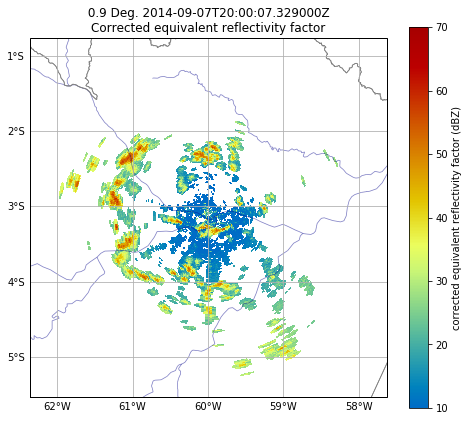 0.9 Deg. 2014-09-07T20:00:07.329000Z
Corrected equivalent reflectivity factor
1°S
2°S
3°S
4°S
5°S
62°W
61°W
60°W
59°W
58°W
70
60
50
40
30
20
10
corrected equivalent reflectivity factor (dBZ)